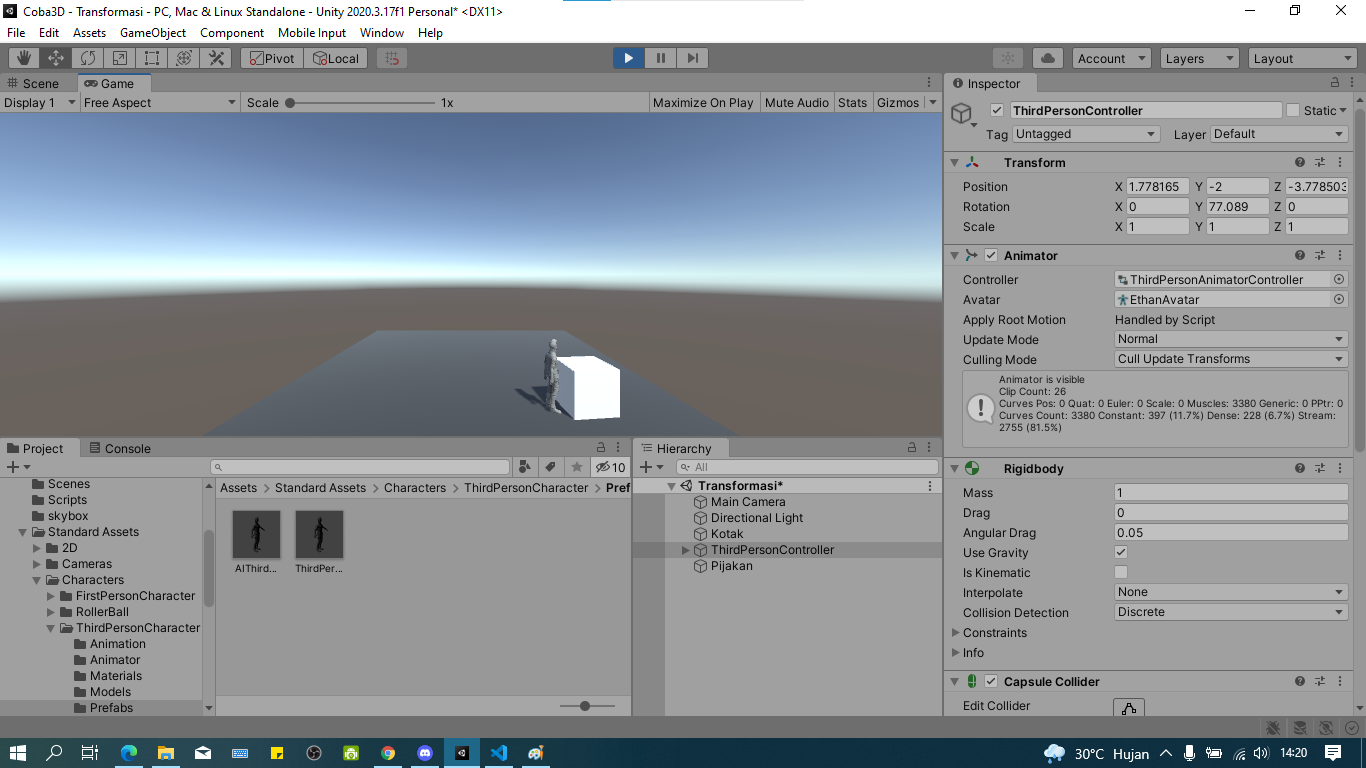 Coba3D - Transformasi - PC, Mac & Linux Standalone - Unity 2020.3.17f1 Personal* <DX11>
File Edit Assets GameObject Component Mobile Input Window Help
Pivot Local Account Layers Layout
Scene Game
Display 1 Free Aspect Scale 1x Maximize On Play Mute Audio Stats Gizmos
Inspector
ThirdPersonController Static
Tag Untagged Layer Default
Transform
Position X 1.778165 Y -2 Z -3.778503
Rotation X 0 Y 77.089 Z 0
Scale X 1 Y 1 Z 1
Animator
Controller ThirdPersonAnimatorController
Avatar EthanAvatar
Apply Root Motion Handled by Script
Update Mode Normal
Culling Mode Cull Update Transforms
Animator is visible
Clip Count: 26
Curves Pos: 0 Quat: 0 Euler: 0 Scale: 0 Muscles: 3380 Generic: 0 PPtr: 0
Curves Count: 3380 Constant: 397 (11.7%) Dense: 228 (6.7%) Stream:
2755 (81.5%)
Rigidbody
Mass 1
Drag 0
Angular Drag 0.05
Use Gravity
Is Kinematic
Interpolate None
Collision Detection Discrete
Constraints
Info
Capsule Collider
Edit Collider
Project Console
10
Scenes
Scripts
skybox
Standard Assets
2D
Cameras
Characters
FirstPersonCharacter
RollerBall
ThirdPersonCharacter
Animation
Animator
Materials
Models
Prefabs
Assets > Standard Assets > Characters > ThirdPersonCharacter > Pref
AIThird... ThirdPer...
Hierarchy
All
Transformasi*
Main Camera
Directional Light
Kotak
ThirdPersonController
Pijakan
30°C Hujan 14:20